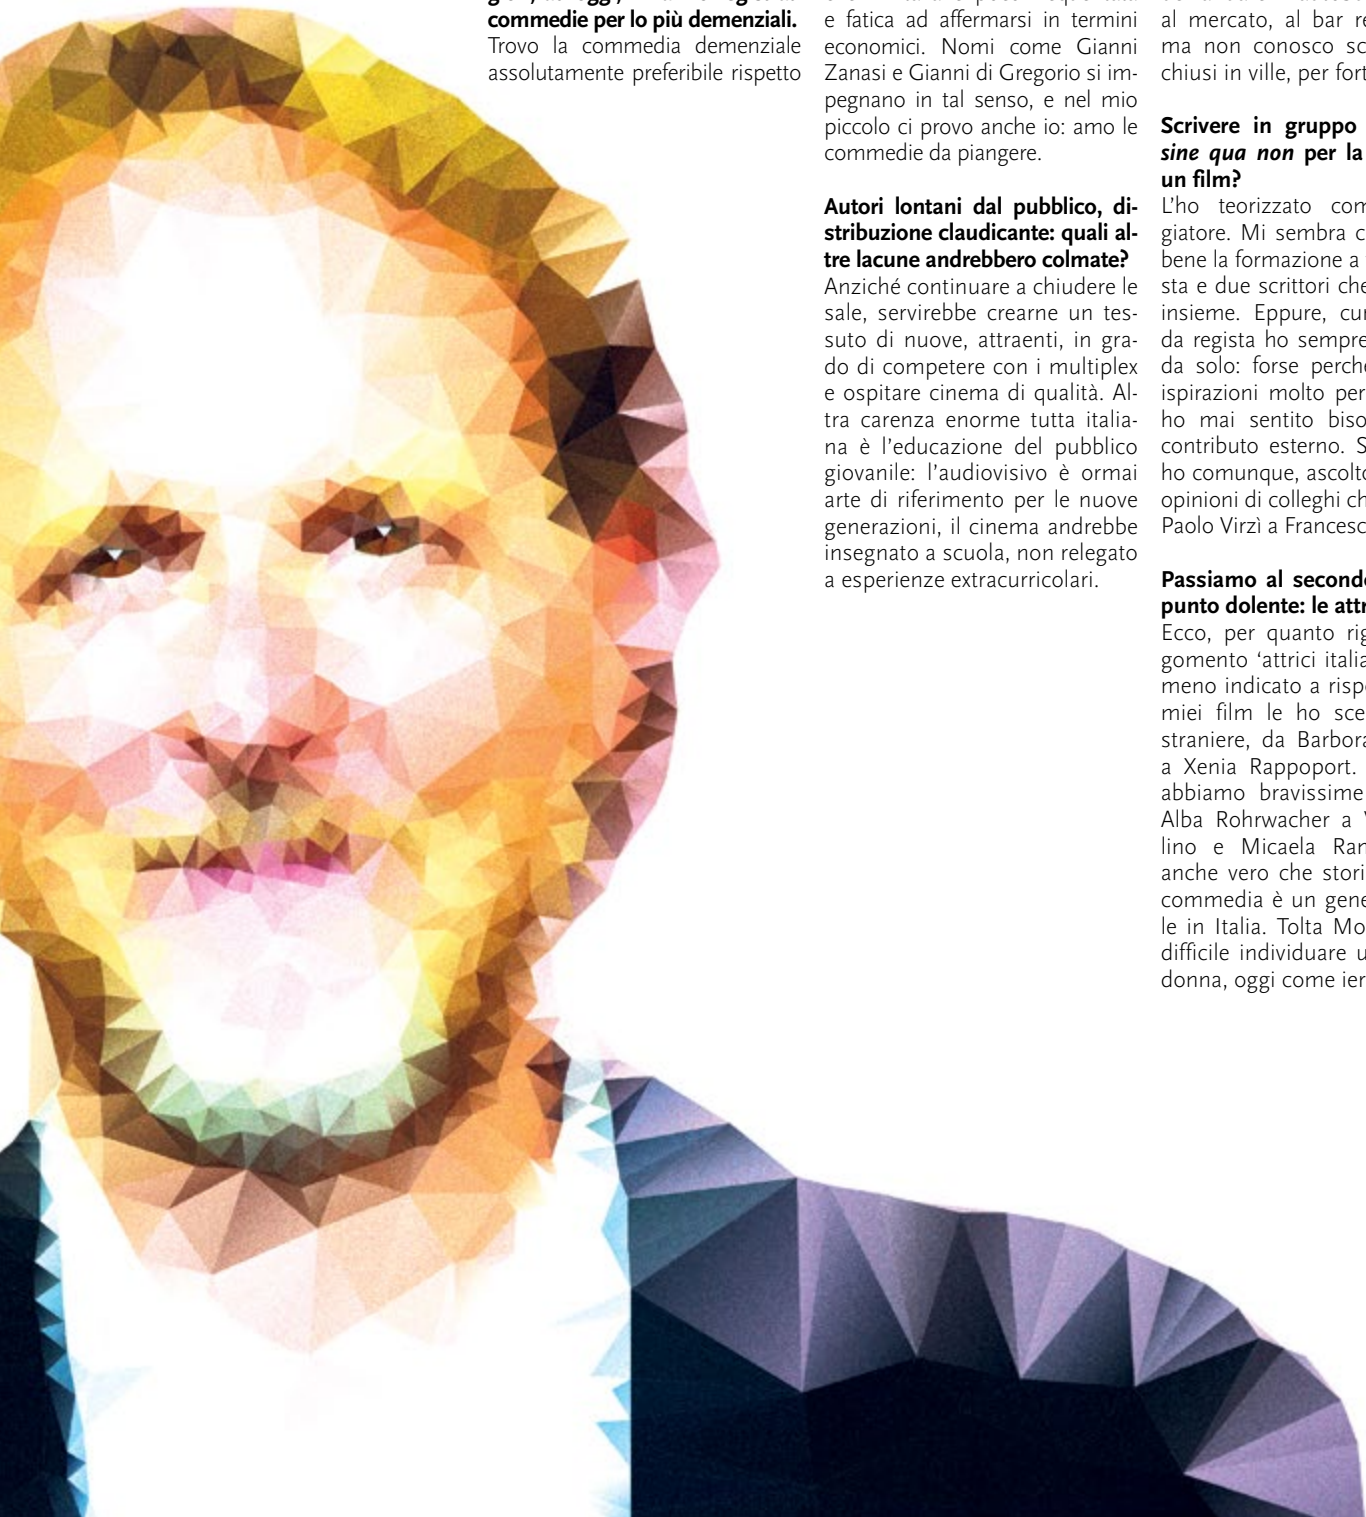 commedie per lo più demenziali.
Trovo la commedia demenziale
assolutamente preferibile rispetto
e fatica ad affermarsi in termini
economici. Nomi come Gianni
Zanasi e Gianni di Gregorio si im-
pegnano in tal senso, e nel mio
piccolo ci provo anche io: amo le
commedie da piangere.
Autori lontani dal pubblico, di-
stribuzione claudicante: quali al-
tre lacune andrebbero colmate?
Anziché continuare a chiudere le
sale, servirebbe crearne un tes-
suto di nuove, attraenti, in gra-
do di competere con i multiplex
e ospitare cinema di qualità. Al-
tra carenza enorme tutta italia-
na è l'educazione del pubblico
giovanile: l'audiovisivo è ormai
arte di riferimento per le nuove
generazioni, il cinema andrebbe
insegnato a scuola, non relegato
a esperienze extracurricolari.
al mercato, al bar re
ma non conosco sc
chiusi in ville, per fort
Scrivere in gruppo
sine qua non per la
un film?
L'ho teorizzato com
giatore. Mi sembra c
bene la formazione a
sta e due scrittori che
insieme. Eppure, cur
da regista ho sempre
da solo: forse perche
ispirazioni molto per
ho mai sentito biso
contributo esterno. S
ho comunque, ascolto
opinioni di colleghi ch
Paolo Virzì a Francesc
Passiamo al second
punto dolente: le attr
Ecco, per quanto rig
gomento ‘attrici italia
meno indicato a risp
miei film le ho sce
straniere, da Barbora
a Xenia Rappoport.
abbiamo bravissime
Alba Rohrwacher a
lino e Micaela Ran
anche vero che stori
commedia è un gene
le in Italia. Tolta Mo
difficile individuare u
donna, oggi come ier